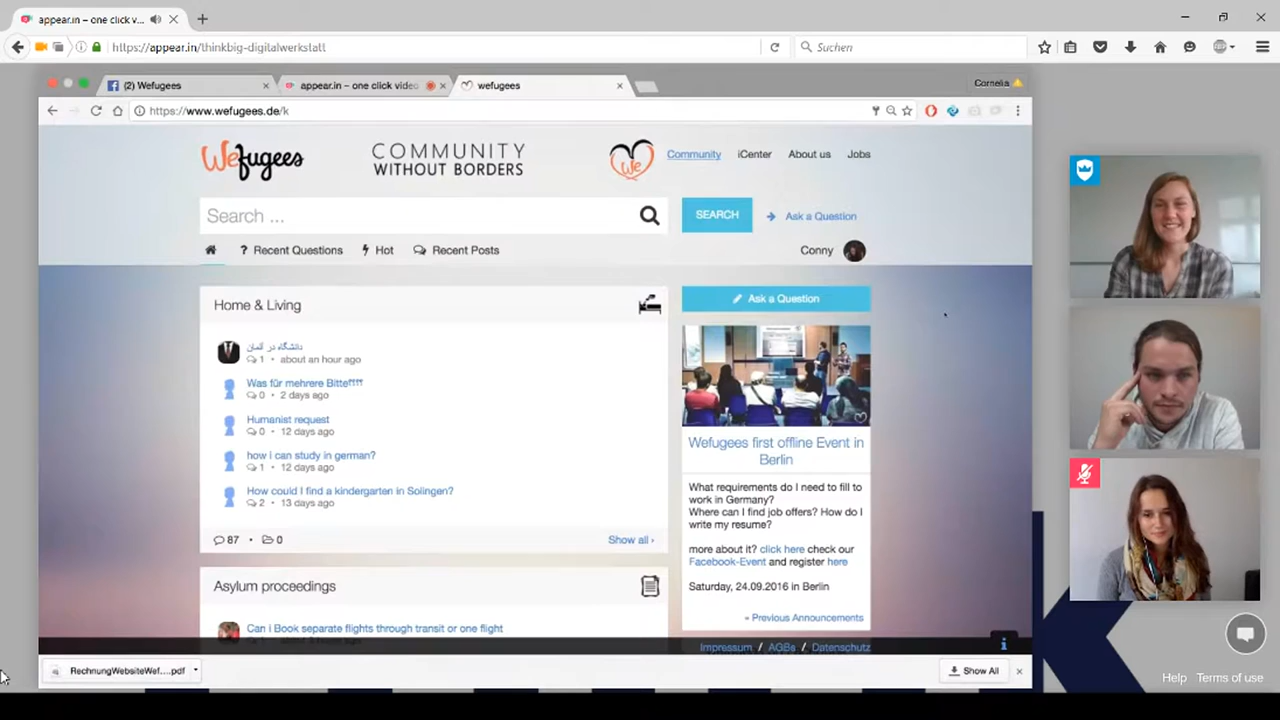 appear.in – one click v...
https://appear.in/thinkbig-digitalwerkstatt
Suchen
(2) Wefugees
appear.in – one click video
wefugees
Cornelia
https://www.wefugees.de/k
Wefugees
COMMUNITY
WITHOUT BORDERS
We
Community
iCenter
About us
Jobs
Search ...
SEARCH
Ask a Question
Recent Questions
Hot
Recent Posts
Conny
Home & Living
دانشگاه در آلمان
1 • about an hour ago
Was für mehrere Bitte
0 • 2 days ago
Humanist request
0 • 12 days ago
how I can study in german?
1 • 12 days ago
How could I find a kindergarten in Solingen?
2 • 13 days ago
87 • 0
Show all ›
Asylum proceedings
Can i Book separate flights through transit or one flight
Ask a Question
Wefugees first offline Event in
Berlin
What requirements do I need to fill to
work in Germany?
Where can I find job offers? How do I
write my resume?
more about it? click here check our
Facebook-Event and register here
Saturday, 24.09.2016 in Berlin
« Previous Announcements
Impressum / AGBs / Datenschutz
RechnungWebsiteWef....pdf
Show All
Help
Terms of use